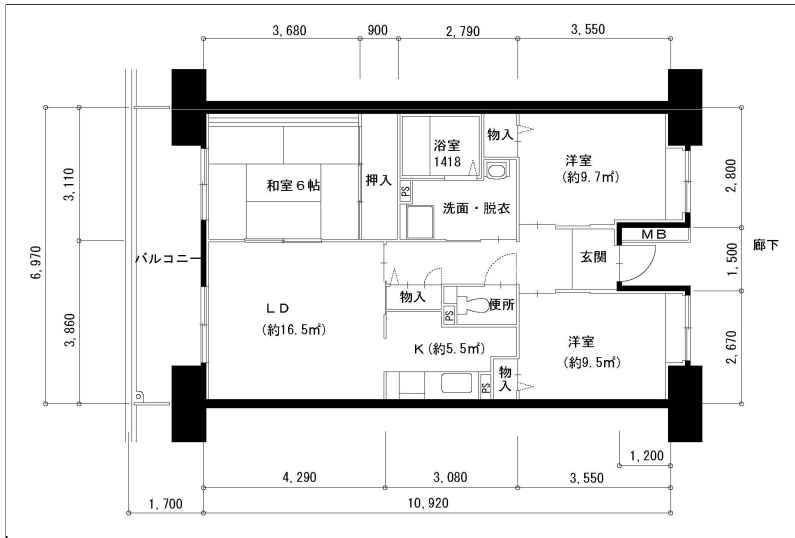 3,680
900
2,790
3,550
浴室
1418
物入
洋室
(約9.7㎡)
和室6帖
押入
PS
洗面・脱衣
3,110
2,800
6,970
バルコニー
玄関
MB
廊下
1,500
物入
便所
LD
(約16.5㎡)
PS
K(約5.5㎡)
洋室
(約9.5㎡)
3,860
2,670
物入
PS
1,200
4,290
3,080
3,550
1,700
10,920